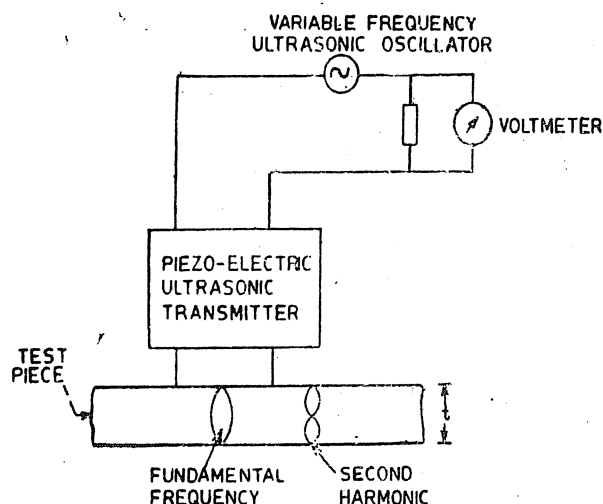 VARIABLE FREQUENCY
ULTRASONIC OSCILLATOR
VOLTMETER
PIEZO-ELECTRIC
ULTRASONIC
TRANSMITTER
TEST
PIECE
t
FUNDAMENTAL
FREQUENCY
SECOND
HARMONIC